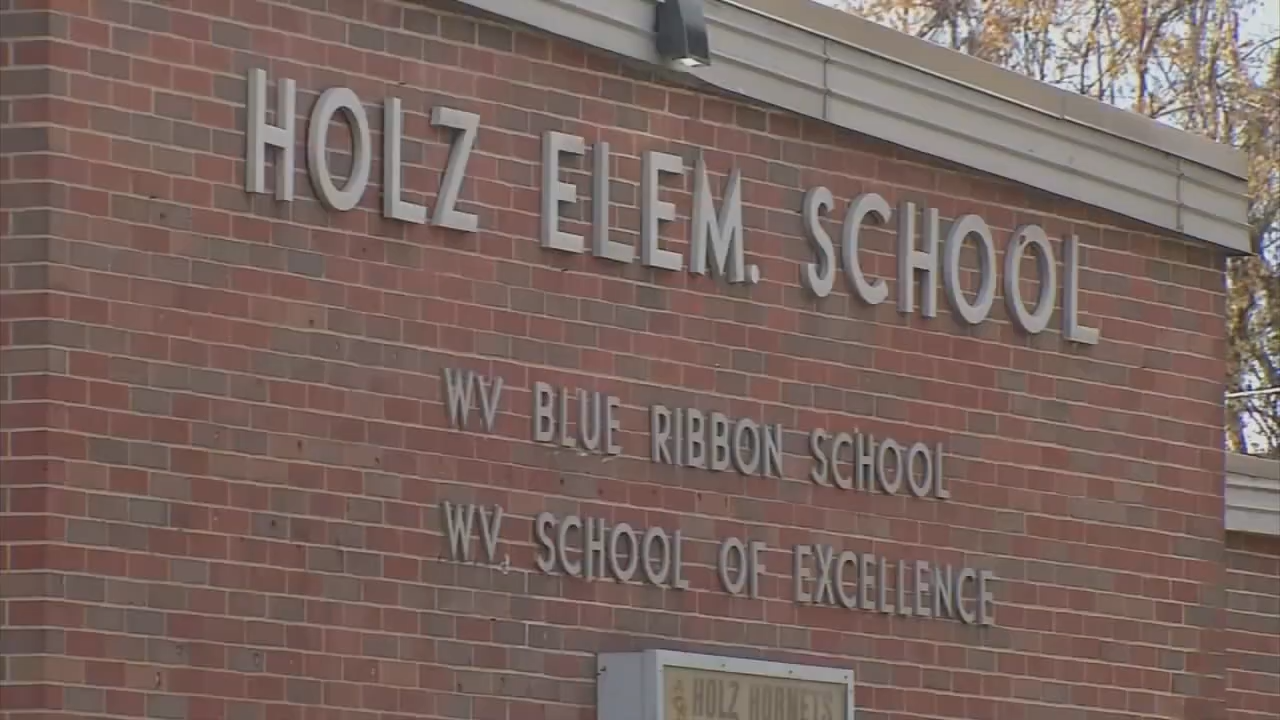 HOLZ ELEM. SCHOOL
WV BLUE RIBBON SCHOOL
WV. SCHOOL OF EXCELLENCE
HOLZ HORNETS